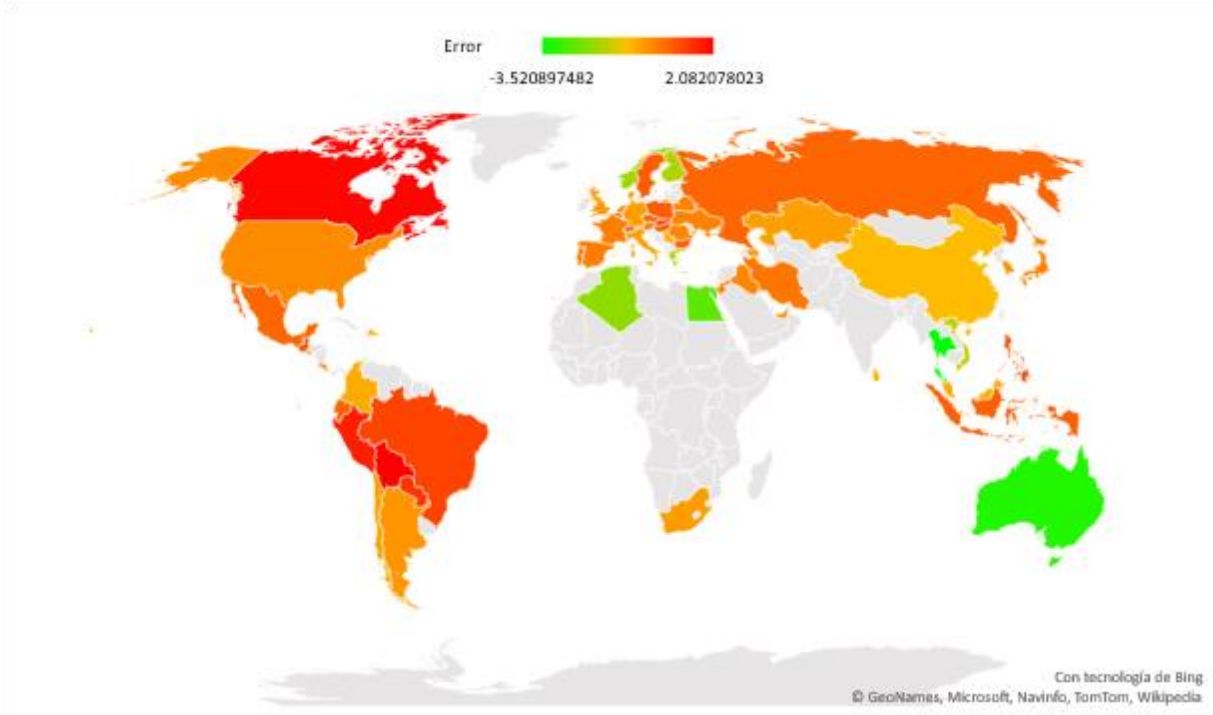 Error
-3.520897482 2.082078023
Con tecnología de Bing
© GeoNames, Microsoft, Navinfo, TomTom, Wikipedia